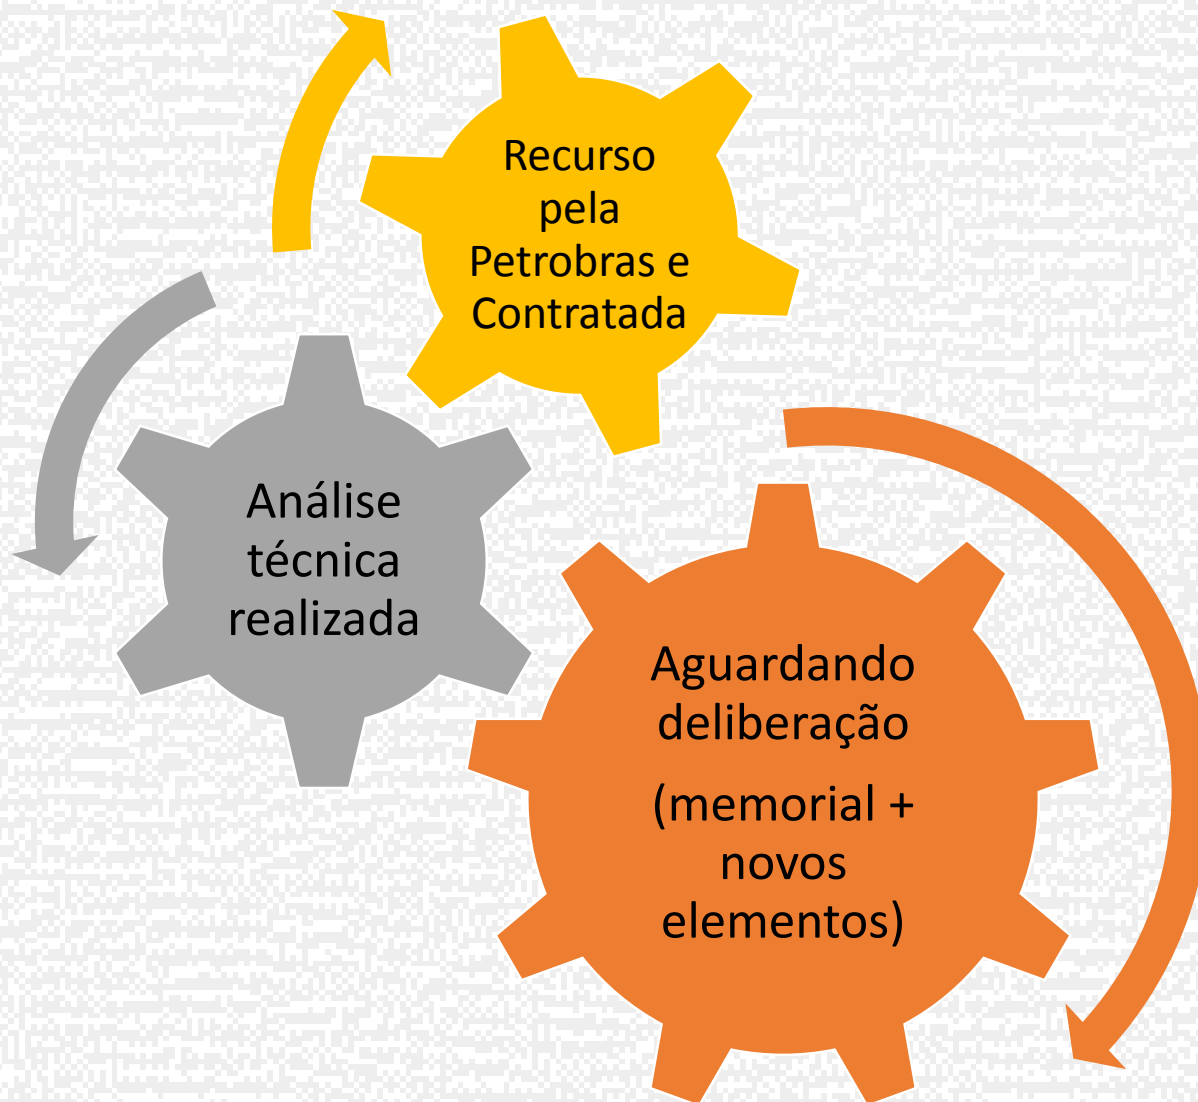 Recurso
pela
Petrobras e
Contratada
Análise
técnica
realizada
Aguardando
deliberação
(memorial +
novos
elementos)